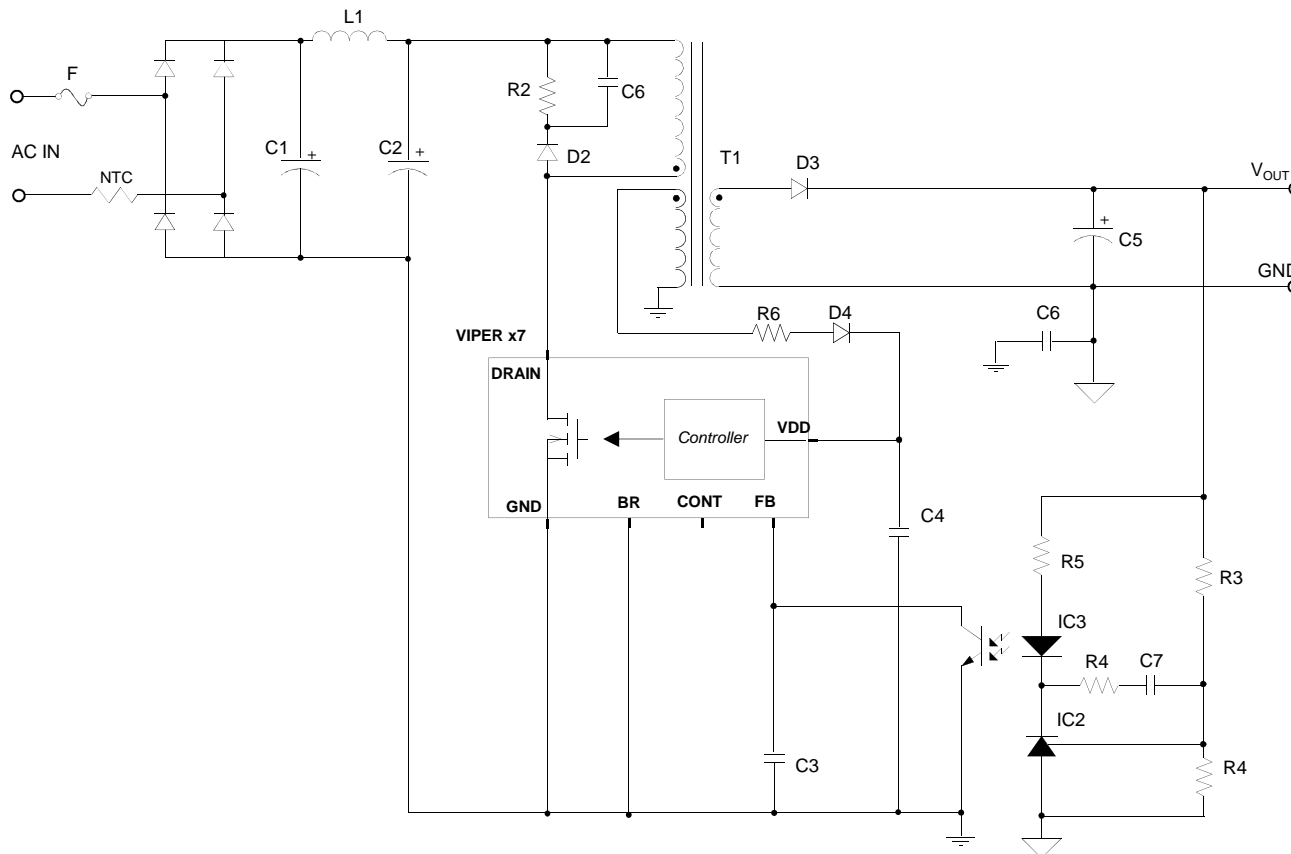 L1
F
R2
C6
AC IN
C1
+
C2
+
D2
T1
D3
V_OUT
NTC
+
C5
GND
R6
D4
C6
VIPER x7
DRAIN
Controller
VDD
GND
BR
CONT
FB
C4
R5
R3
IC3
R4
C7
IC2
C3
R4